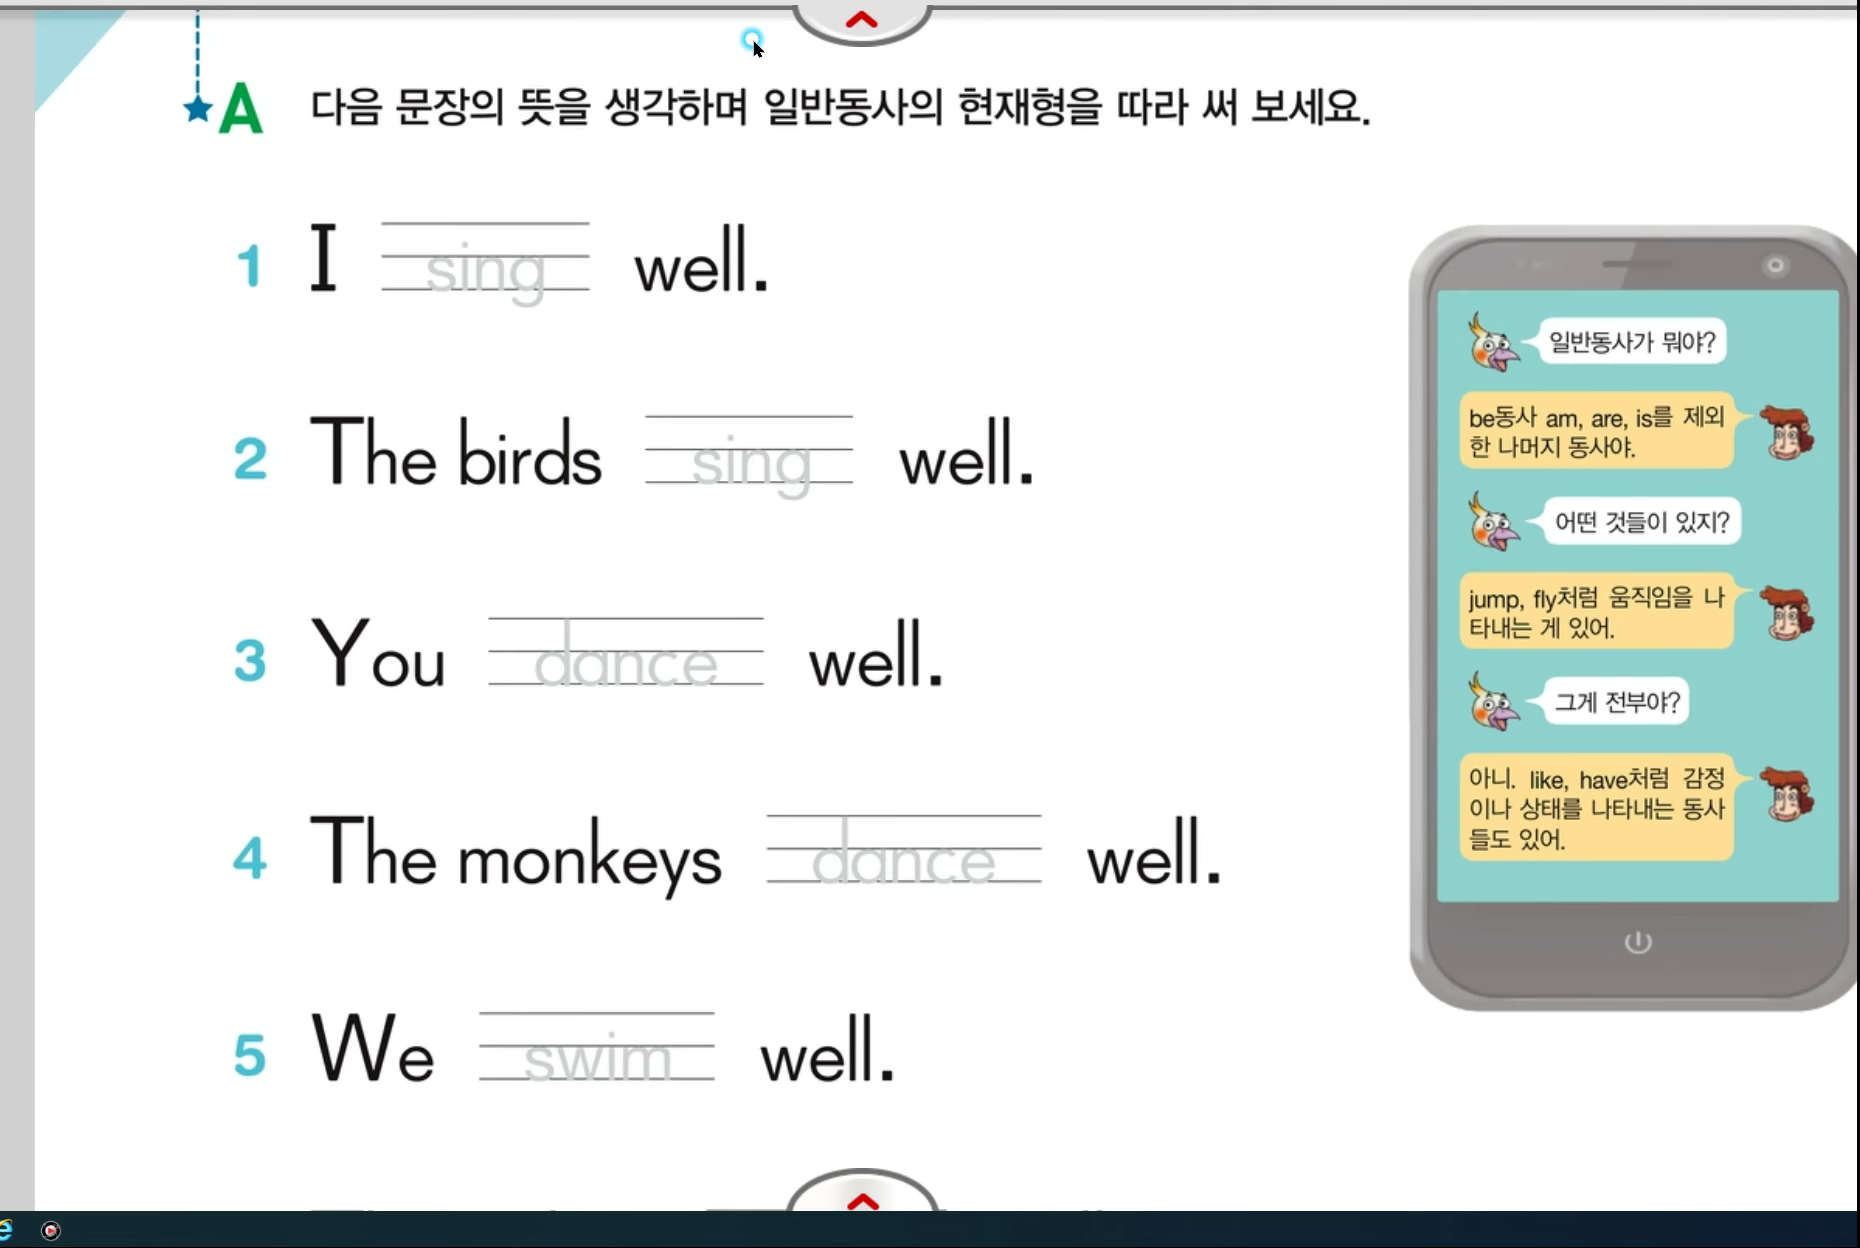 A 다음 문장의 뜻을 생각하며 일반동사의 현재형을 따라 써 보세요.
1 I sing well.
2 The birds sing well.
3 You dance well.
4 The monkeys dance well.
5 We swim well.
일반동사가 뭐야?
be동사 am, are, is를 제외
한 나머지 동사야.
어떤 것들이 있지?
jump, fly처럼 움직임을 나
타내는 게 있어.
그게 전부야?
아니. like, have처럼 감정
이나 상태를 나타내는 동사
들도 있어.